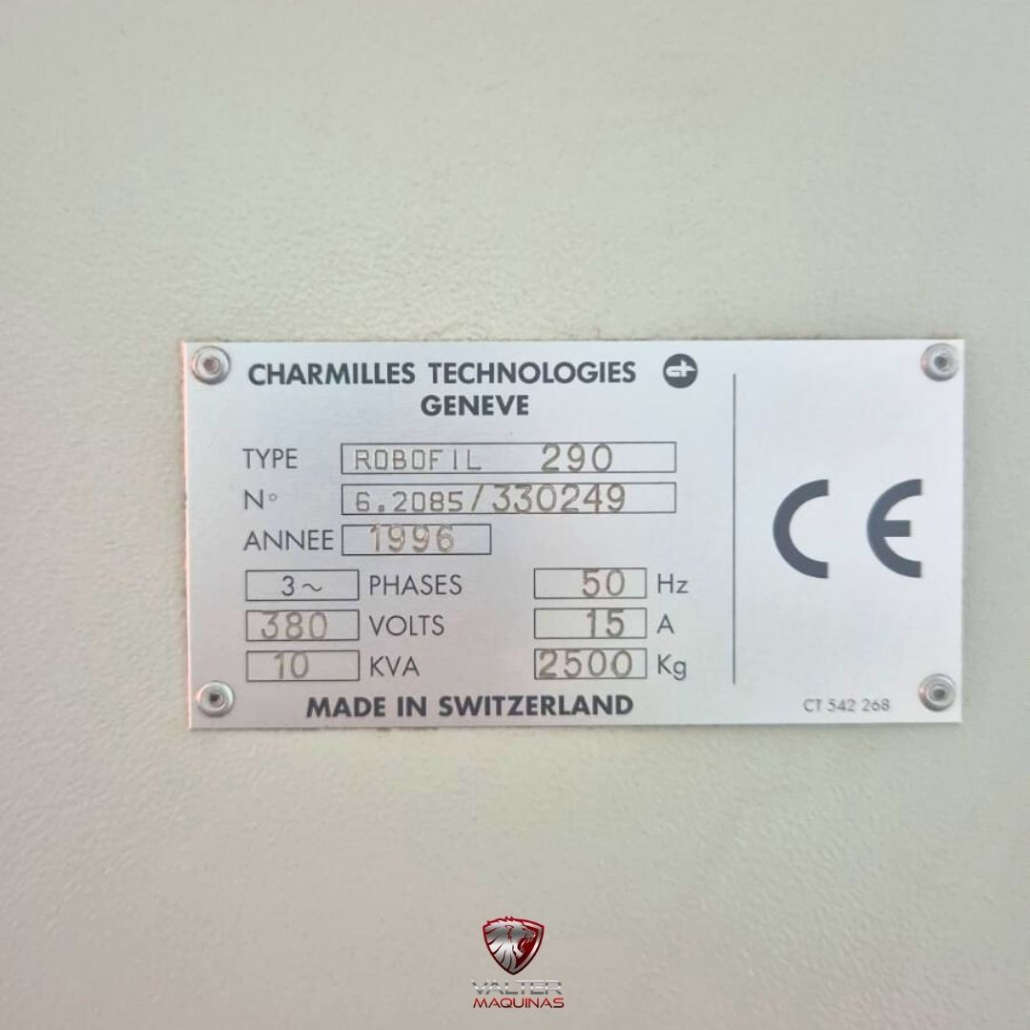 CHARMILLES TECHNOLOGIES
GENEVE
TYPE ROBOFIL 290
N° 6.2085/330249
ANNEE 1996
3~ PHASES 50 Hz
380 VOLTS 15 A
10 KVA 2500 Kg
MADE IN SWITZERLAND
CE
CT 542 268
VALTER
MAQUINAS